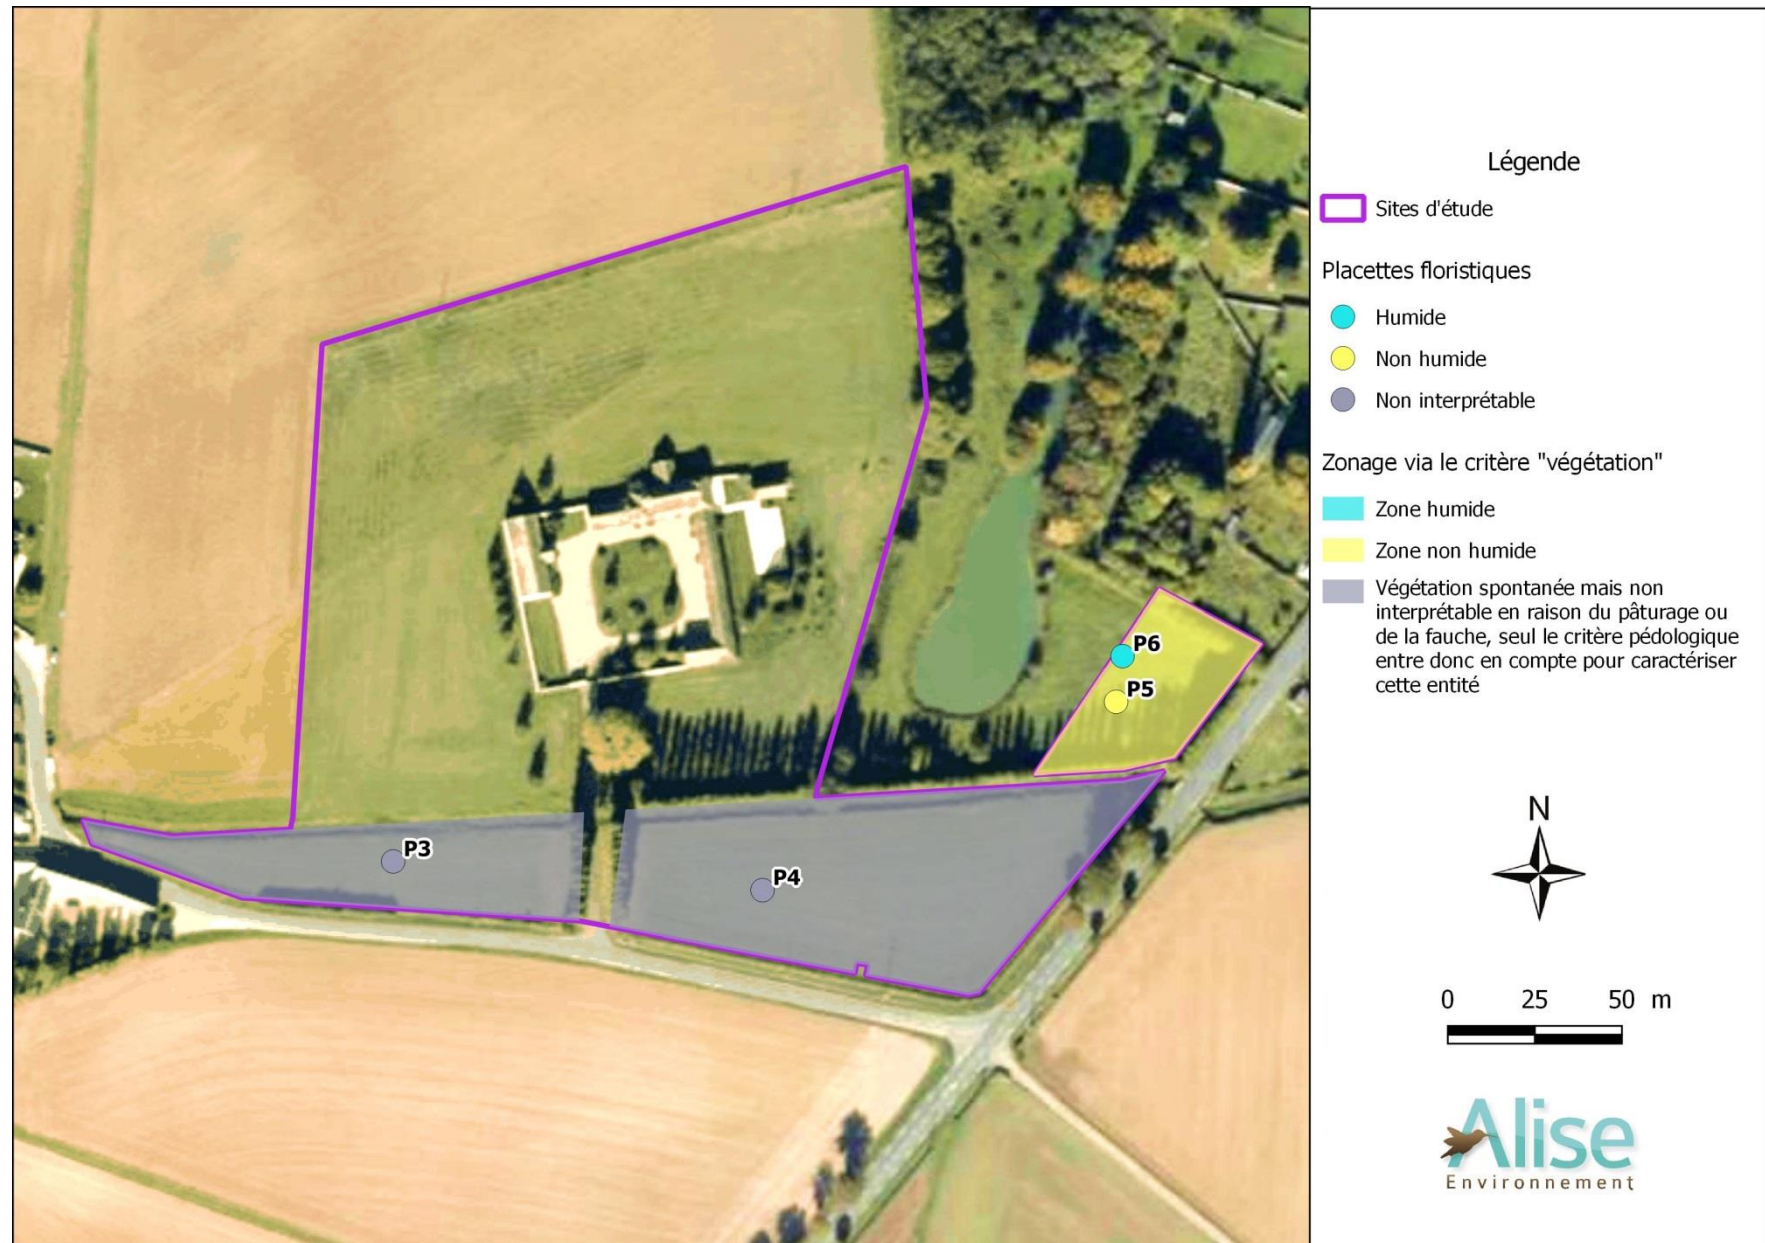 Légende
Sites d'étude
Placettes floristiques
Humide
Non humide
Non interprétable
Zonage via le critère "végétation"
Zone humide
Zone non humide
Végétation spontanée mais non
interprétable en raison du pâturage ou
de la fauche, seul le critère pédologique
entre donc en compte pour caractériser
cette entité
P6
P5
P3
P4
N
0 25 50 m
Alise
Environnement